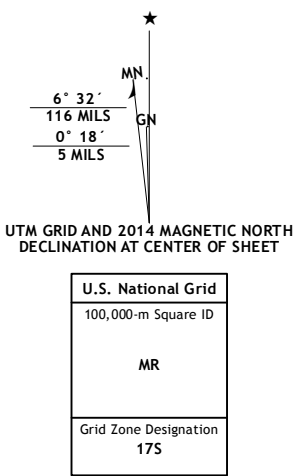 ★
MN
6° 32´
116 MILS
GN
0° 18´
5 MILS
UTM GRID AND 2014 MAGNETIC NORTH
DECLINATION AT CENTER OF SHEET
U.S. National Grid
100,000-m Square ID
MR
Grid Zone Designation
17S